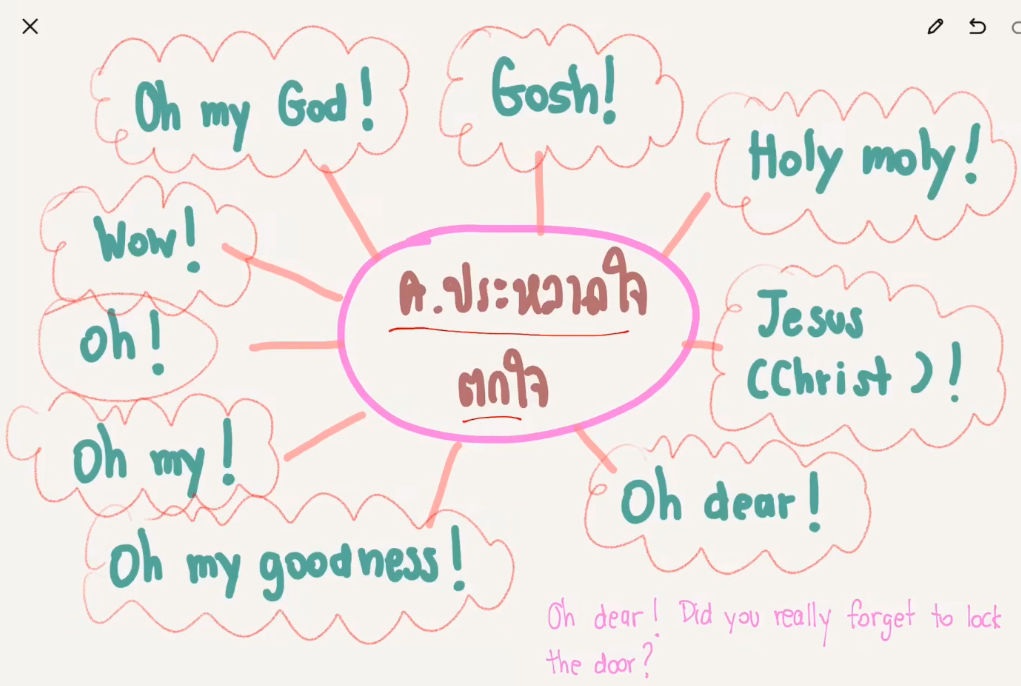 Oh my God!
Gosh!
Holy moly!
Wow!
ค.ประหลาดใจ
ตกใจ
Jesus
(Christ)!
Oh!
Oh my!
Oh dear!
Oh my goodness!
Oh dear! Did you really forget to lock
the door?